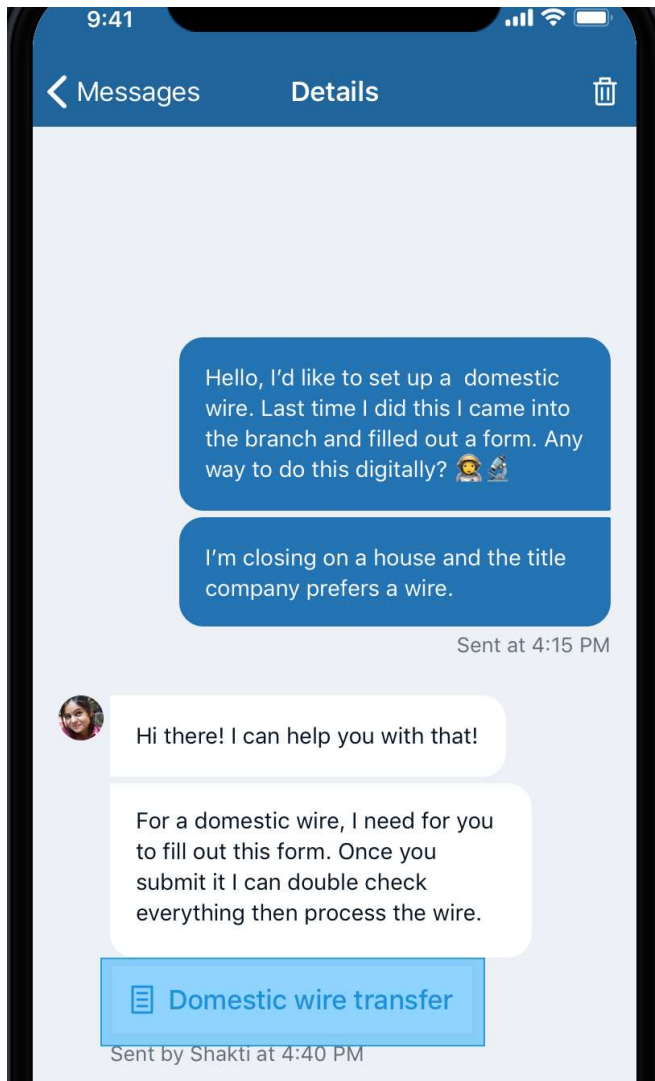 9:41
Messages
Details
Hello, I’d like to set up a  domestic
wire. Last time I did this I came into
the branch and filled out a form. Any
way to do this digitally? 👩‍🚀🔬
I’m closing on a house and the title
company prefers a wire.
Sent at 4:15 PM
Hi there! I can help you with that!
For a domestic wire, I need for you
to fill out this form. Once you
submit it I can double check
everything then process the wire.
Domestic wire transfer
Sent by Shakti at 4:40 PM